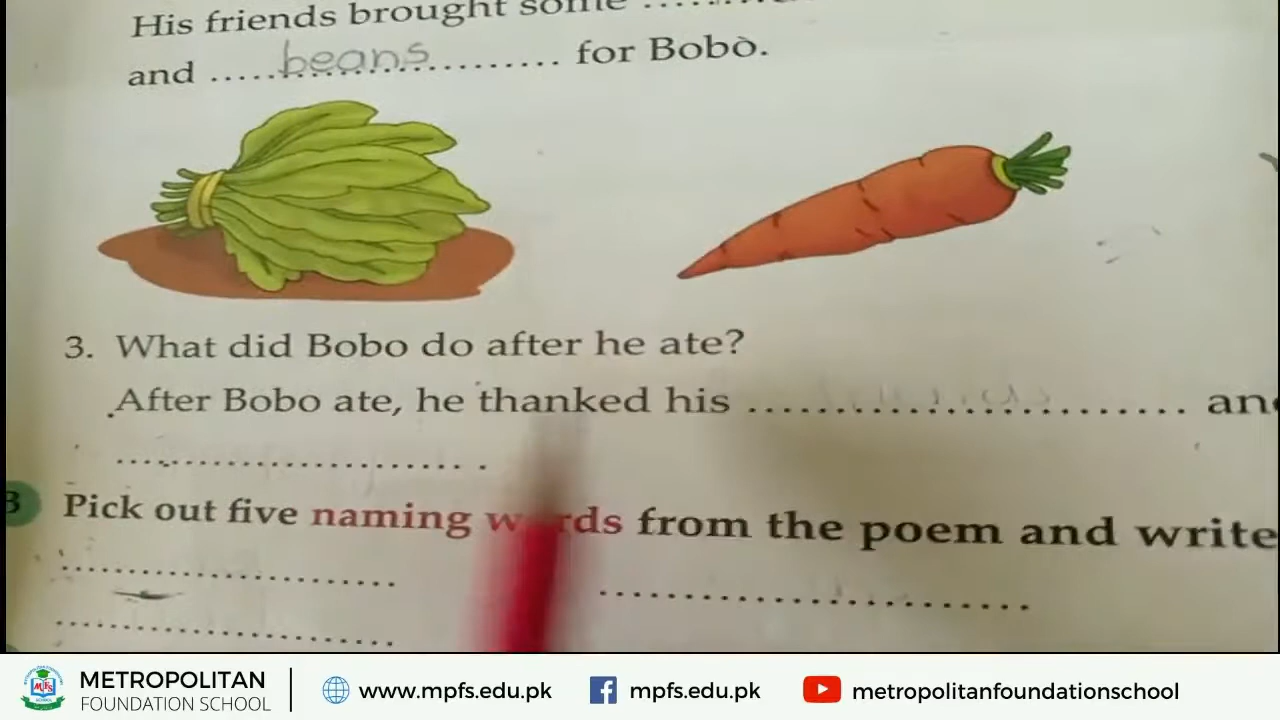 His friends brought some ..........
and ....beans.......... for Bobo.
3. What did Bobo do after he ate?
After Bobo ate, he thanked his ............................
........................ .
Pick out five naming words from the poem and write
METROPOLITAN
FOUNDATION SCHOOL
www.mpfs.edu.pk
mpfs.edu.pk
metropolitanfoundationschool